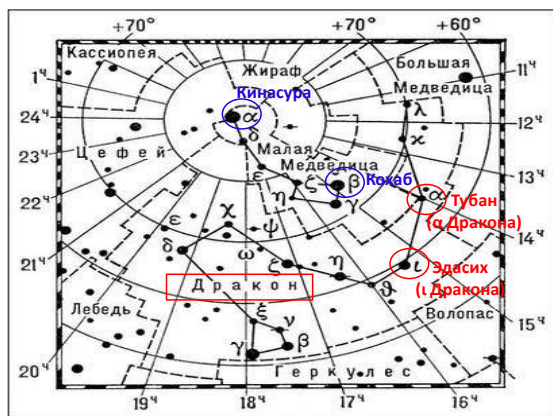 +70° +70° +60°
Кассиопея
Жираф
Большая
Медведица
1Ч
11Ч
Кинасура
α
λ
24Ч
12Ч
δ
κ
Малая
Медведица
23Ч
Цефей
ε
ζ
β
Кохаб
13Ч
η
γ
α
Тубан
(α Дракона)
22Ч
χ
ε
ψ
14Ч
δ
ω
ζ
η
ι
Эдасих
(ι Дракона)
21Ч
Дракон
θ
Лебедь
ξ
ν
Волопас
15Ч
γ
β
20Ч
Геркулес
19Ч
18Ч
17Ч
16Ч